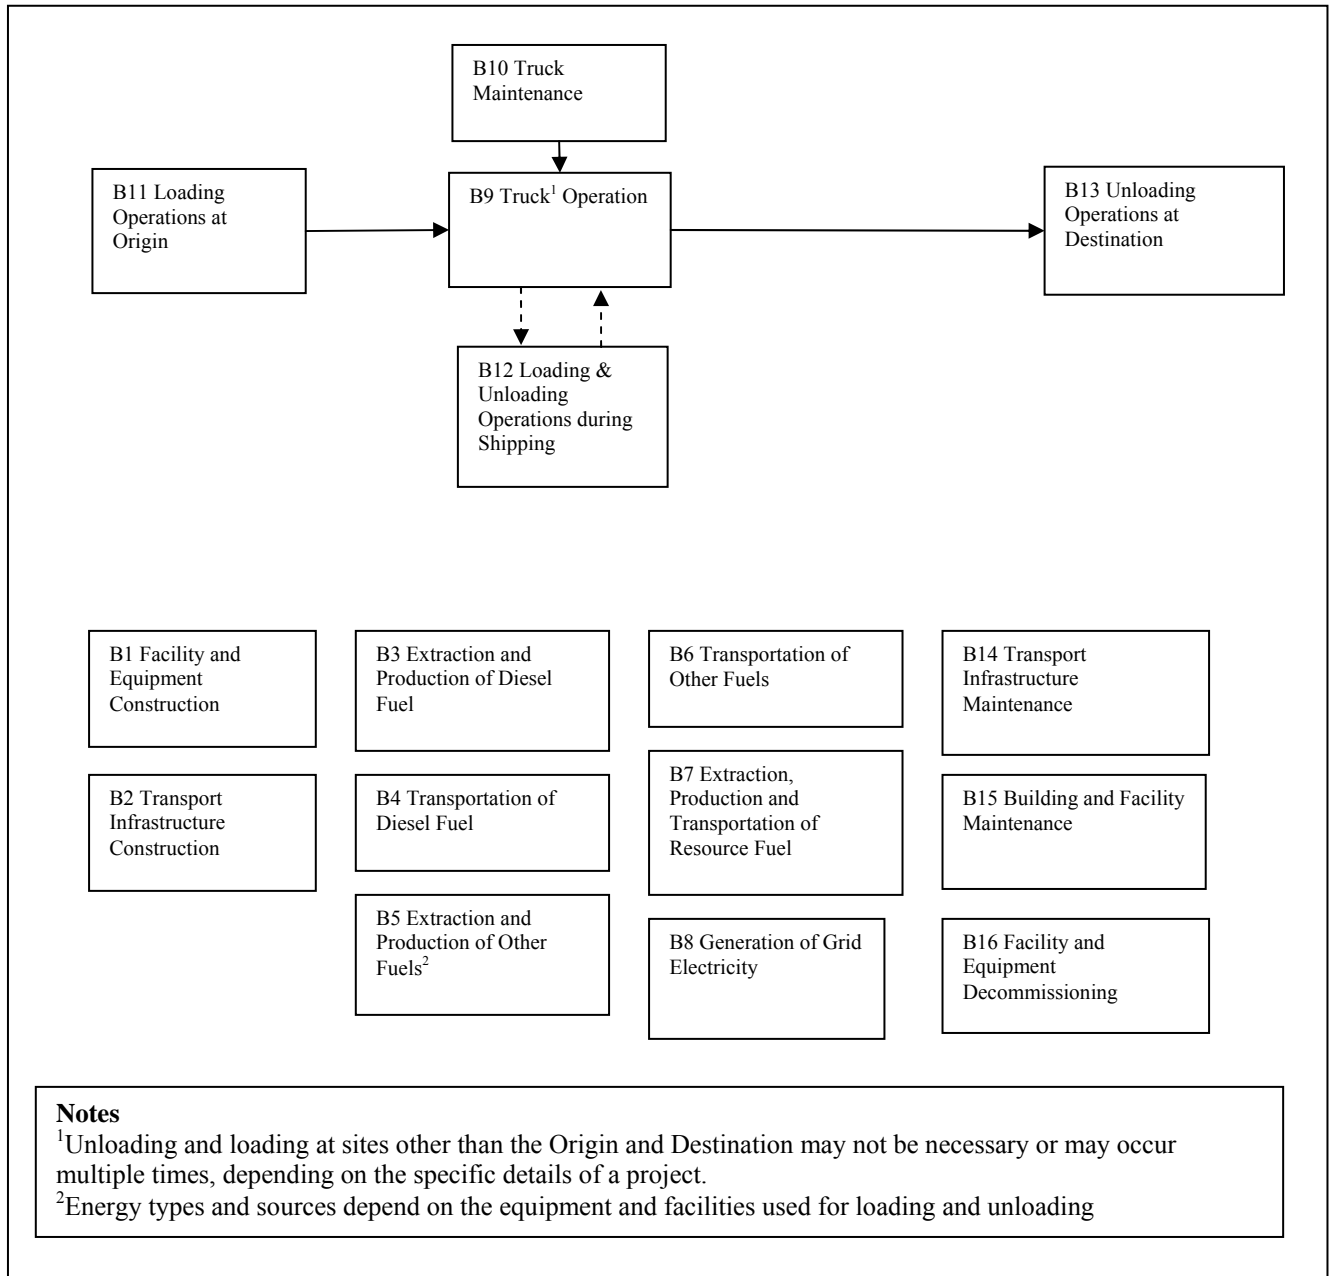 B10 Truck
Maintenance
B11 Loading
Operations at
Origin
B9 Truck¹ Operation
B13 Unloading
Operations at
Destination
B12 Loading &
Unloading
Operations during
Shipping
B1 Facility and
Equipment
Construction
B2 Transport
Infrastructure
Construction
B3 Extraction and
Production of Diesel
Fuel
B4 Transportation of
Diesel Fuel
B5 Extraction and
Production of Other
Fuels²
B6 Transportation of
Other Fuels
B7 Extraction,
Production and
Transportation of
Resource Fuel
B8 Generation of Grid
Electricity
B14 Transport
Infrastructure
Maintenance
B15 Building and Facility
Maintenance
B16 Facility and
Equipment
Decommissioning
Notes
¹Unloading and loading at sites other than the Origin and Destination may not be necessary or may occur
multiple times, depending on the specific details of a project.
²Energy types and sources depend on the equipment and facilities used for loading and unloading